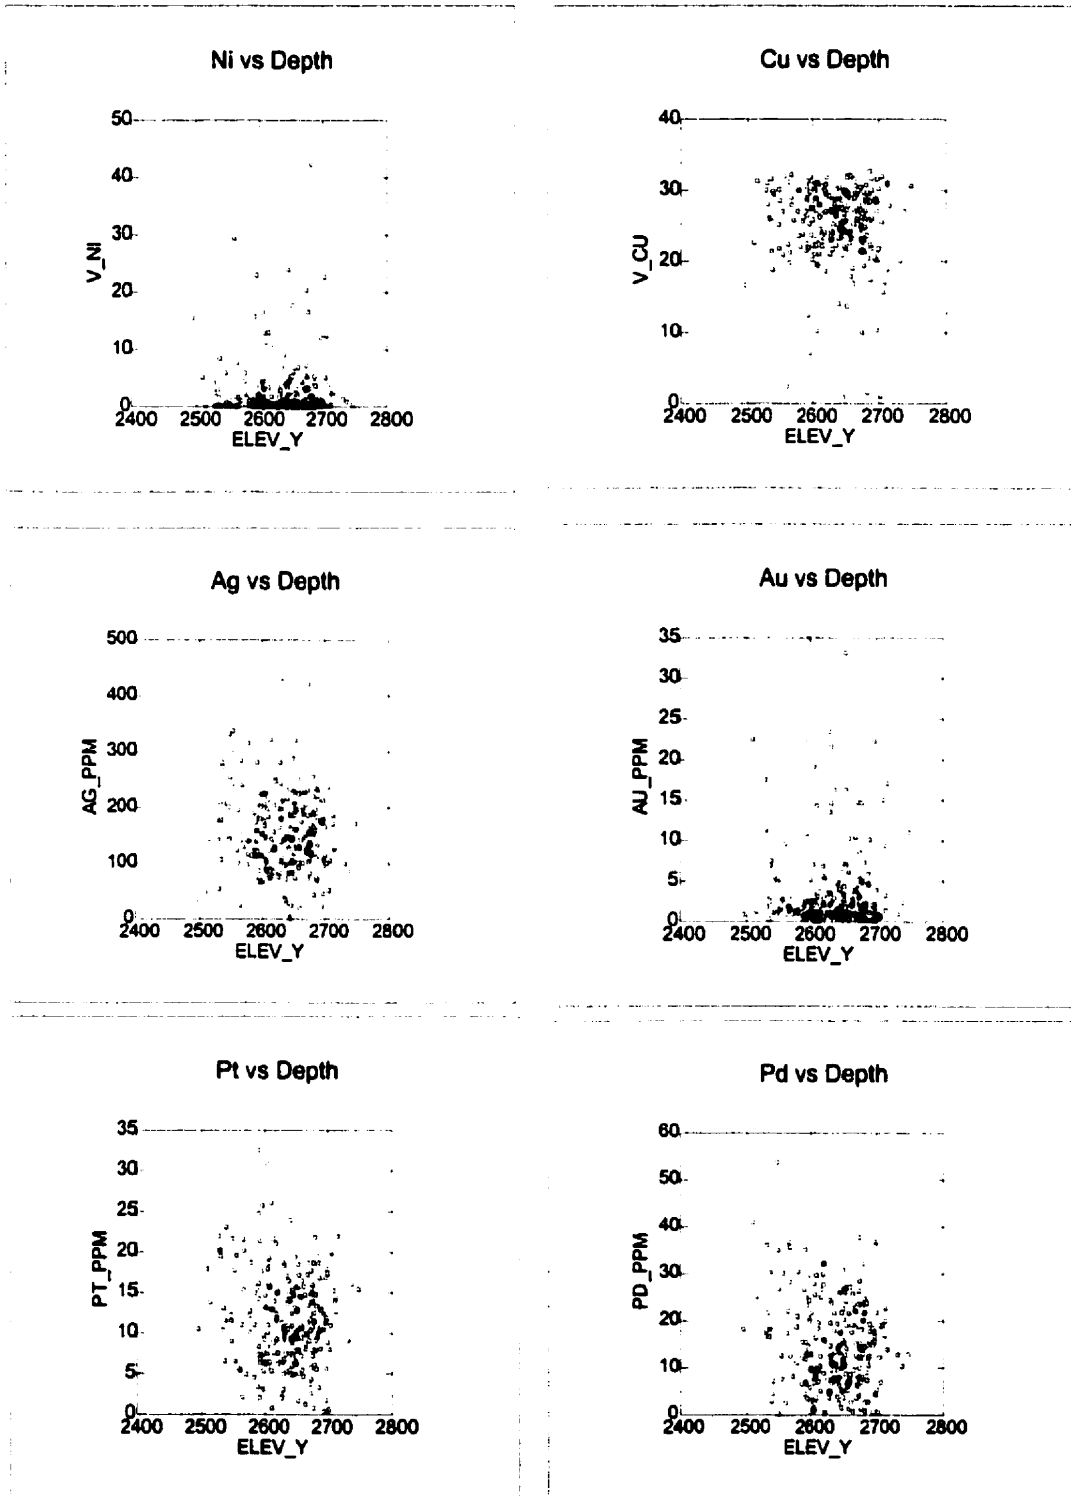 Ni vs Depth
50
40
30
20
10
0
V_NI
2400 2500 2600 2700 2800
ELEV_Y
Cu vs Depth
40
30
20
10
0
V_CU
2400 2500 2600 2700 2800
ELEV_Y
Ag vs Depth
500
400
300
200
100
0
AG_PPM
2400 2500 2600 2700 2800
ELEV_Y
Au vs Depth
35
30
25
20
15
10
5
0
AU_PPM
2400 2500 2600 2700 2800
ELEV_Y
Pt vs Depth
35
30
25
20
15
10
5
0
PT_PPM
2400 2500 2600 2700 2800
ELEV_Y
Pd vs Depth
60
50
40
30
20
10
0
PD_PPM
2400 2500 2600 2700 2800
ELEV_Y